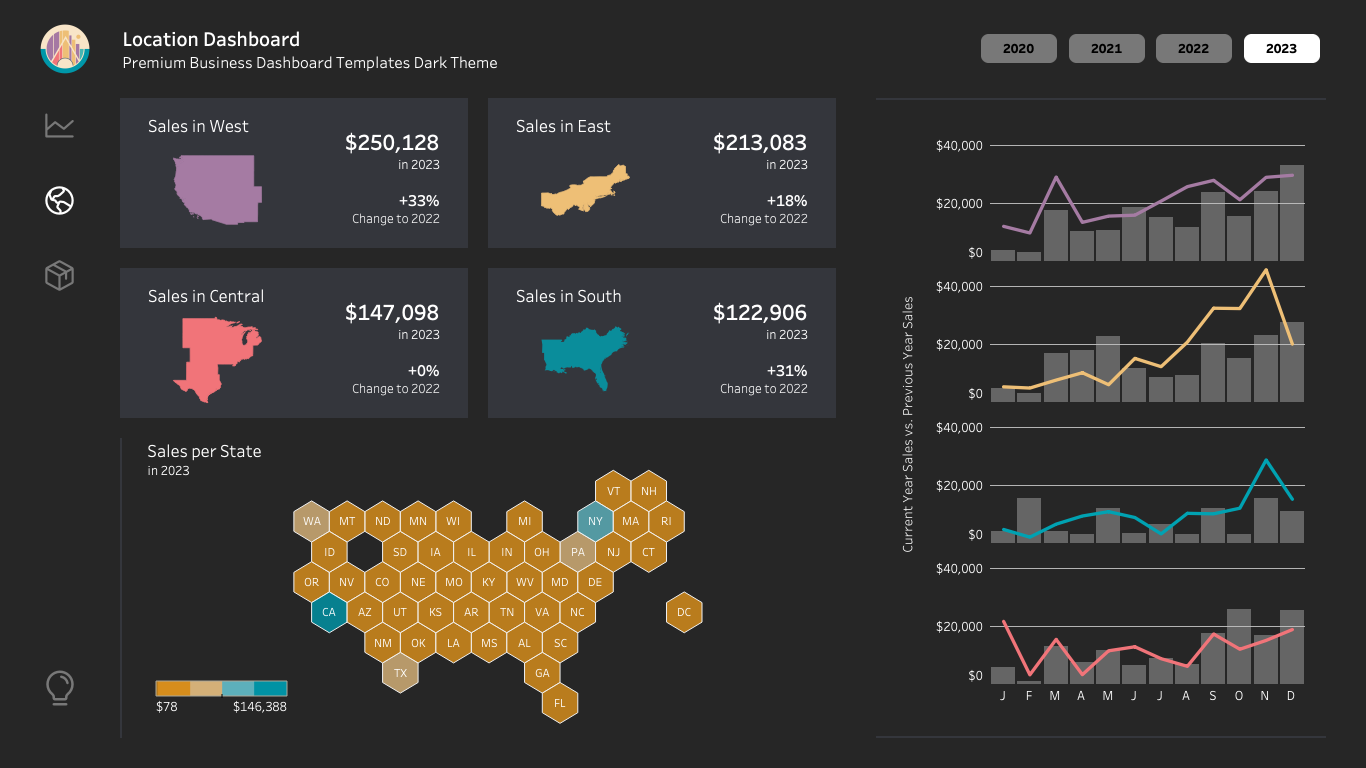 Location Dashboard
Premium Business Dashboard Templates Dark Theme
2020 2021 2022 2023
Sales in West
$250,128
in 2023
+33%
Change to 2022
Sales in East
$213,083
in 2023
+18%
Change to 2022
Sales in Central
$147,098
in 2023
+0%
Change to 2022
Sales in South
$122,906
in 2023
+31%
Change to 2022
Sales per State
in 2023
VT NH
WA MT ND MN WI MI NY MA RI
ID SD IA IL IN OH PA NJ CT
OR NV CO NE MO KY WV MD DE
CA AZ UT KS AR TN VA NC DC
NM OK LA MS AL SC
TX GA
FL
$78 $146,388
Current Year Sales vs. Previous Year Sales
$40,000
$20,000
$0
$40,000
$20,000
$0
$40,000
$20,000
$0
$40,000
$20,000
$0
J F M A M J J A S O N D